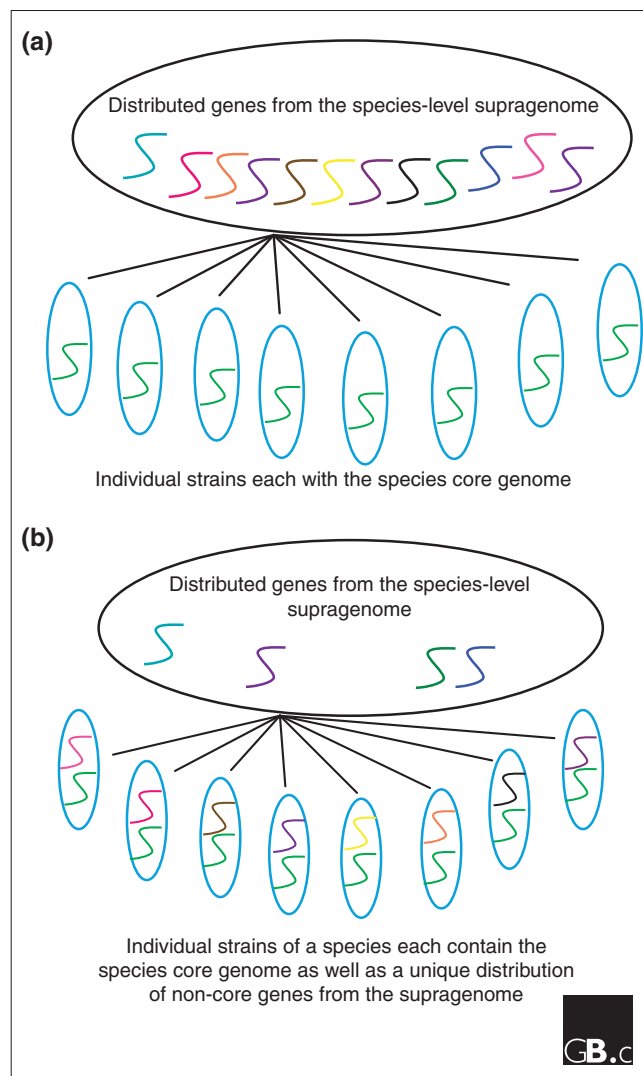 (a)
Distributed genes from the species-level supragenome
Individual strains each with the species core genome
(b)
Distributed genes from the species-level
supragenome
Individual strains of a species each contain the
species core genome as well as a unique distribution
of non-core genes from the supragenome
GB.c